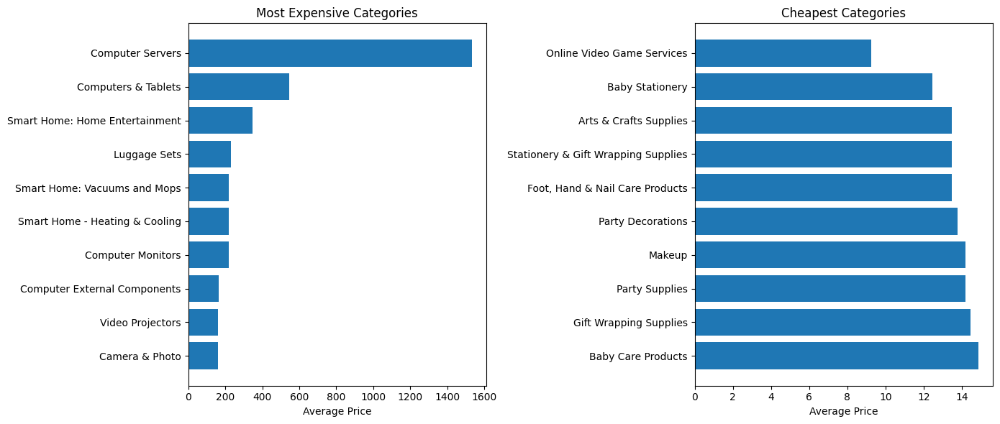 Most Expensive Categories
Computer Servers
Computers & Tablets
Smart Home: Home Entertainment
Luggage Sets
Smart Home: Vacuums and Mops
Smart Home - Heating & Cooling
Computer Monitors
Computer External Components
Video Projectors
Camera & Photo
0 200 400 600 800 1000 1200 1400 1600
Average Price
Cheapest Categories
Online Video Game Services
Baby Stationery
Arts & Crafts Supplies
Stationery & Gift Wrapping Supplies
Foot, Hand & Nail Care Products
Party Decorations
Makeup
Party Supplies
Gift Wrapping Supplies
Baby Care Products
0 2 4 6 8 10 12 14
Average Price